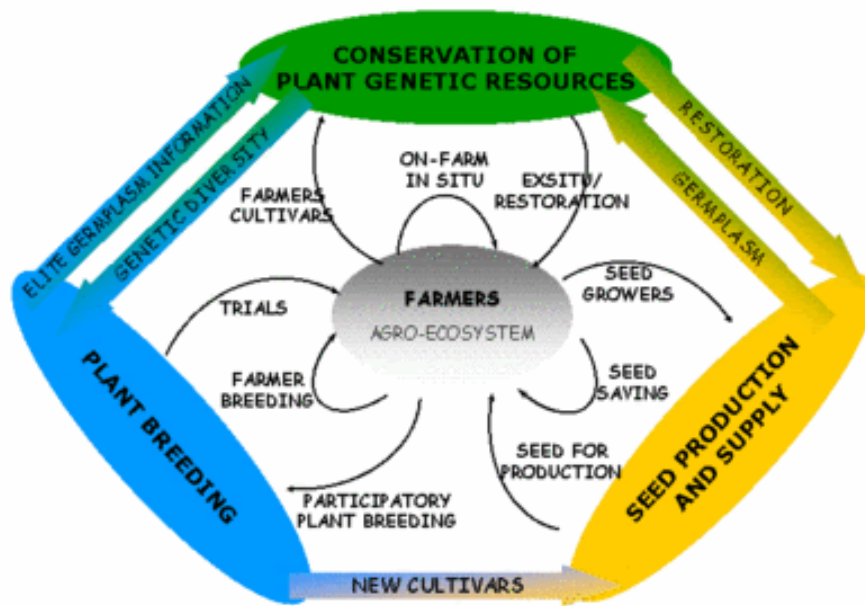 CONSERVATION OF
PLANT GENETIC RESOURCES
ELITE GERMPLASM INFORMATION
GENETIC DIVERSITY
RESTORATION
GERMPLASM
FARMERS
CULTIVARS
ON-FARM
IN SITU
EXSITU/
RESTORATION
FARMERS
AGRO-ECOSYSTEM
SEED
GROWERS
TRIALS
FARMER
BREEDING
SEED
SAVING
PLANT BREEDING
SEED PRODUCTION
AND SUPPLY
SEED FOR
PRODUCTION
PARTICIPATORY
PLANT BREEDING
NEW CULTIVARS